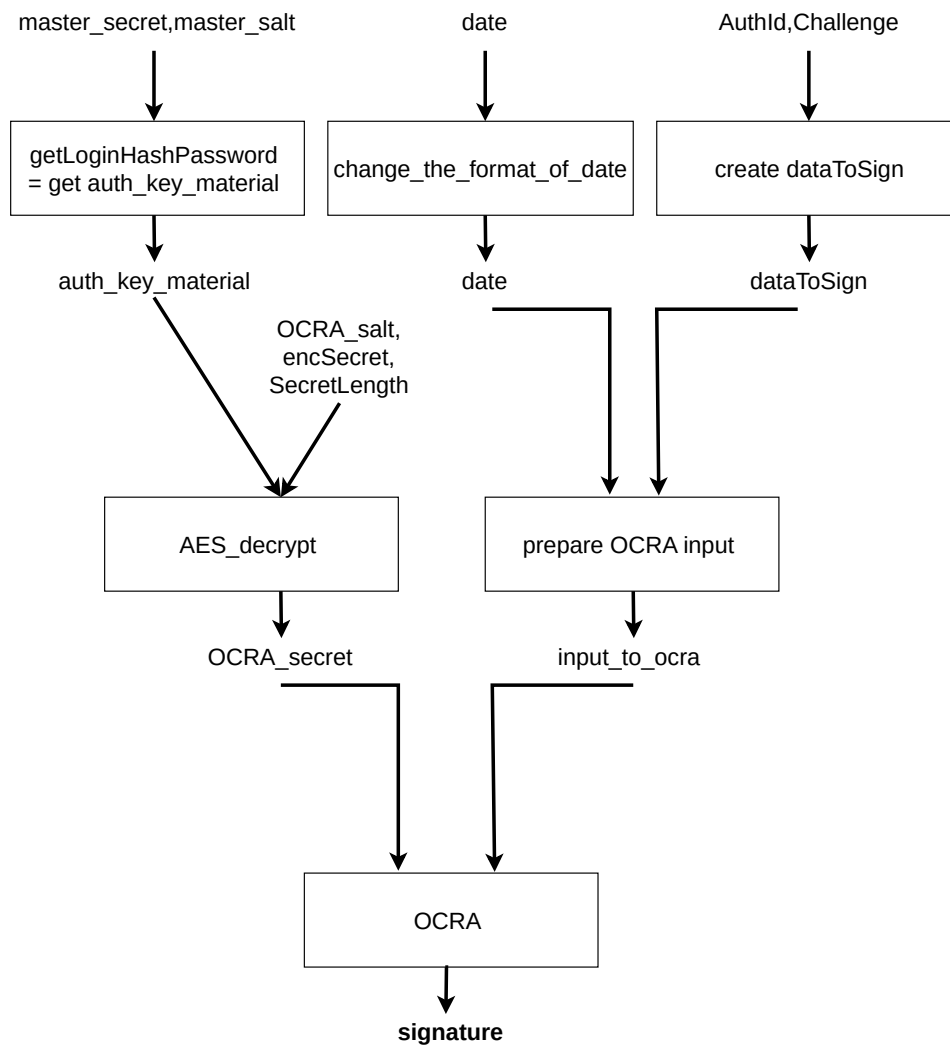 master_secret,master_salt
date
AuthId,Challenge
getLoginHashPassword
= get auth_key_material
change_the_format_of_date
create dataToSign
auth_key_material
date
dataToSign
OCRA_salt,
encSecret,
SecretLength
AES_decrypt
prepare OCRA input
OCRA_secret
input_to_ocra
OCRA
signature